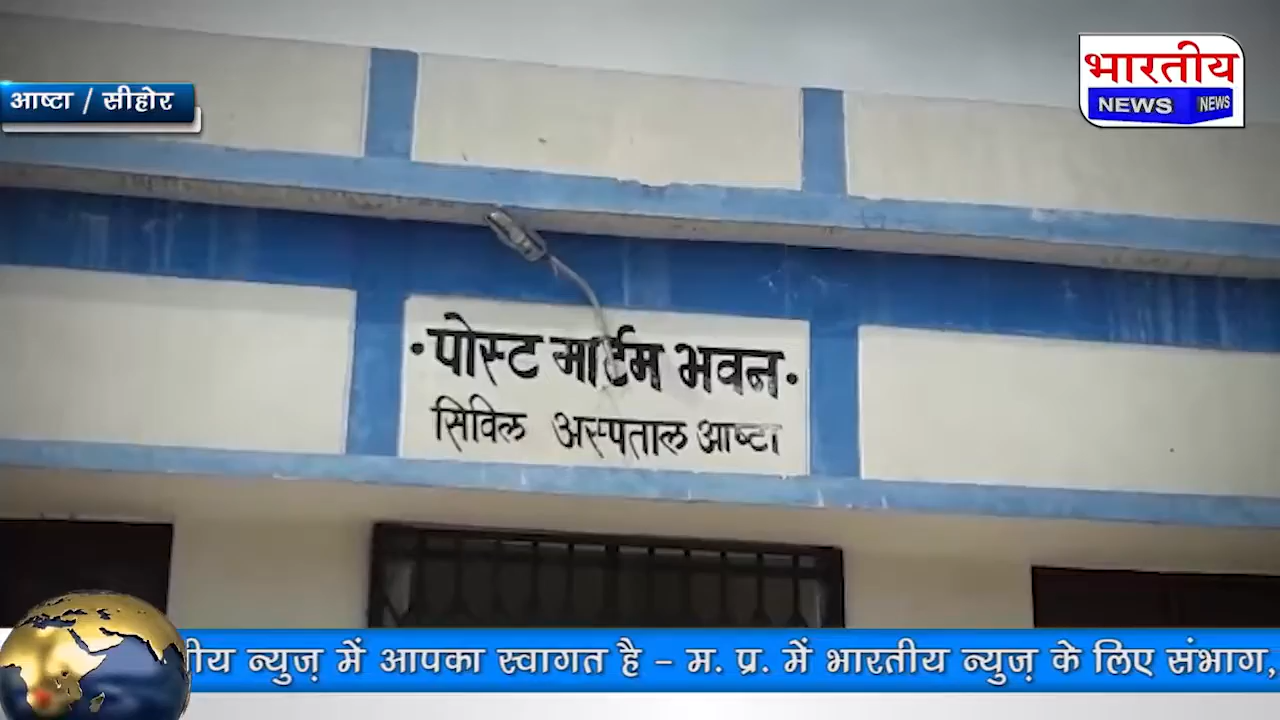 आष्टा / सीहोर
भारतीय
NEWS NEWS
पोस्ट मार्टम भवन
सिविल अस्पताल आष्टा
में आपका स्वागत है - म. प्र. में भारतीय न्युज़ के लिए संभाग,